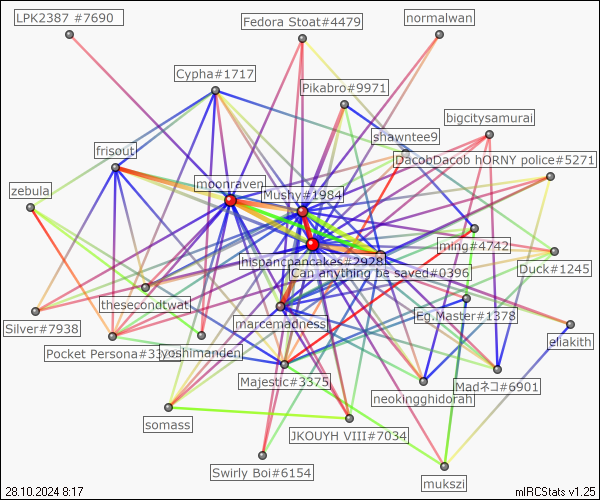 LPK2387 #7690
normalwan
Fedora Stoat#4479
Cypha#1717
Pikabro#9971
bigcitysamurai
shawntee9
frisout
DacobDacob hORNY police#5271
moonraven
zebula
Mushy#1984
ming#4742
hispancpancakes#2928
Duck#1245
Can anything be saved#0396
thesecondtwat
Eg.Master#1378
marcemadness
Silver#7938
eliakith
Pocket Persona#33
yoshimanden
Majestic#3375
Madネコ#6901
neokingghidorah
somass
JKOUYH VIII#7034
Swirly Boi#6154
mukszi
28.10.2024 8:17
mIRCStats v1.25